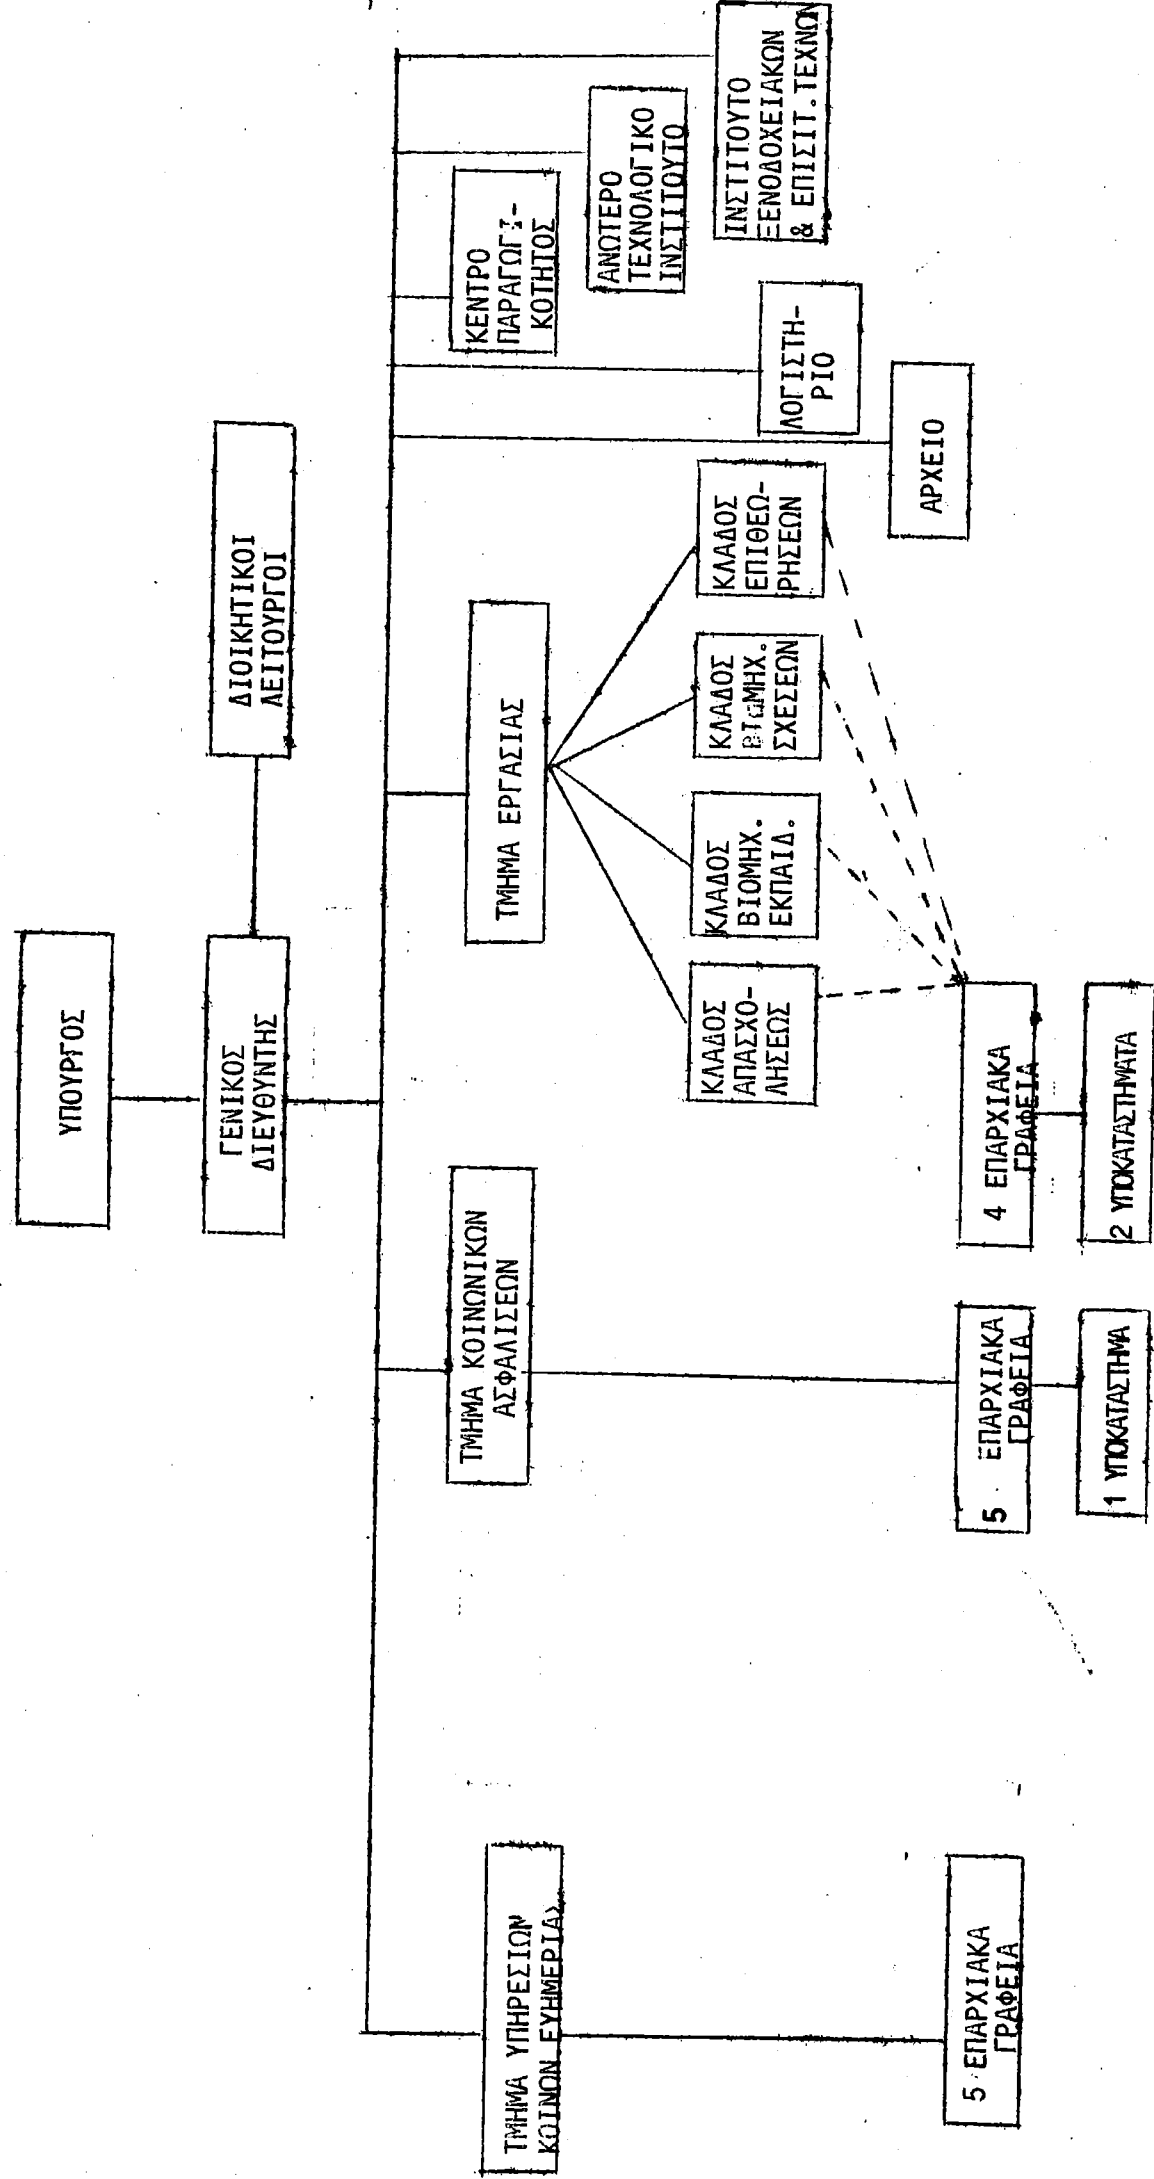 ΥΠΟΥΡΓΟΣ
ΓΕΝΙΚΟΣ
ΔΙΕΥΘΥΝΤΗΣ
ΔΙΟΙΚΗΤΙΚΟΙ
ΛΕΙΤΟΥΡΓΟΙ
ΤΜΗΜΑ ΥΠΗΡΕΣΙΩΝ
ΚΟΙΝΩΝ ΕΥΗΜΕΡΙΑΣ
5 ΕΠΑΡΧΙΑΚΑ
ΓΡΑΦΕΙΑ
ΤΜΗΜΑ ΚΟΙΝΩΝΙΚΩΝ
ΑΣΦΑΛΙΣΕΩΝ
5 ΕΠΑΡΧΙΑΚΑ
ΓΡΑΦΕΙΑ
1 ΥΠΟΚΑΤΑΣΤΗΜΑ
ΤΜΗΜΑ ΕΡΓΑΣΙΑΣ
ΚΛΑΔΟΣ
ΑΠΑΣΧΟ-
ΛΗΣΕΩΣ
ΚΛΑΔΟΣ
ΒΙΟΜΗΧ.
ΕΚΠΑΙΔ.
ΚΛΑΔΟΣ
ΒΙΟΜΗΧ.
ΣΧΕΣΕΩΝ
ΚΛΑΔΟΣ
ΕΠΙΘΕΩ-
ΡΗΣΕΩΝ
4 ΕΠΑΡΧΙΑΚΑ
ΓΡΑΦΕΙΑ
2 ΥΠΟΚΑΤΑΣΤΗΜΑΤΑ
ΑΡΧΕΙΟ
ΛΟΓΙΣΤΗ-
ΡΙΟ
ΚΕΝΤΡΟ
ΠΑΡΑΓΩΓΙ-
ΚΟΤΗΤΟΣ
ΑΝΩΤΕΡΟ
ΤΕΧΝΟΛΟΓΙΚΟ
ΙΝΣΤΙΤΟΥΤΟ
ΙΝΣΤΙΤΟΥΤΟ
ΞΕΝΟΔΟΧΕΙΑΚΩΝ
& ΕΠΙΣΙΤ.ΤΕΧΝΩΝ